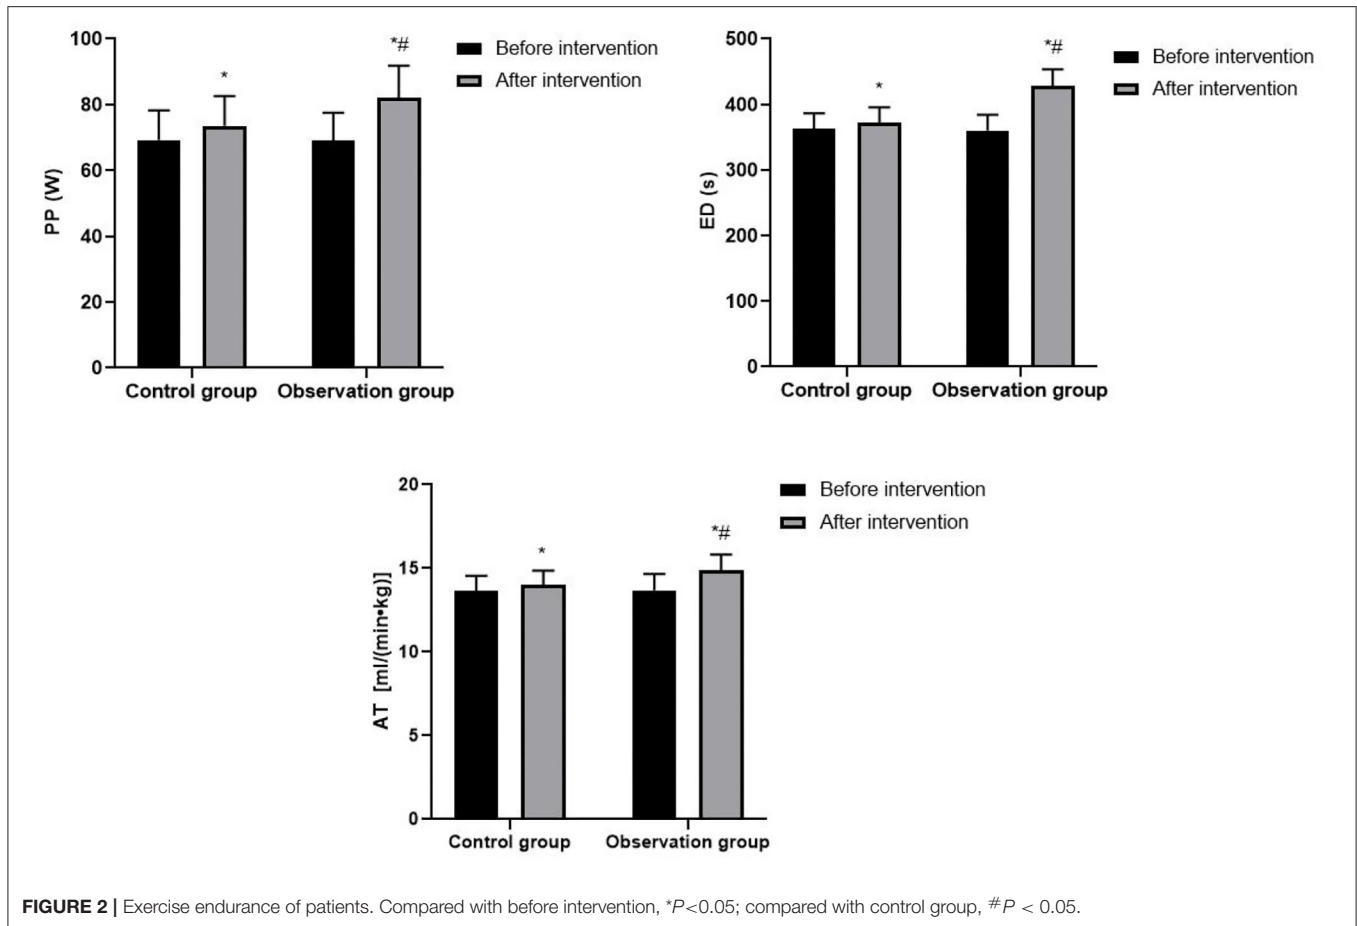 100
80
60
40
20
0
PP (W)
*
*#
Before intervention
After intervention
Control group
Observation group
500
400
300
200
100
0
ED (s)
*
*#
Before intervention
After intervention
Control group
Observation group
20
15
10
5
0
AT [ml/(min•kg)]
*
*#
Before intervention
After intervention
Control group
Observation group
FIGURE 2 | Exercise endurance of patients. Compared with before intervention, *P<0.05; compared with control group, #P < 0.05.